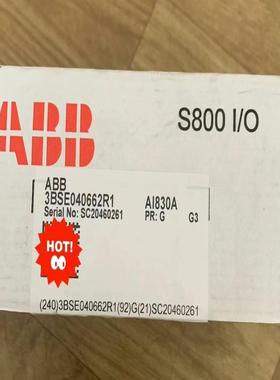 ABB
S800 I/O
ABB
3BSE040662R1 AI830A
Serial No: SC20460261 PR: G G3
HOT!
(240)3BSE040662R1(92)G(21)SC20460261